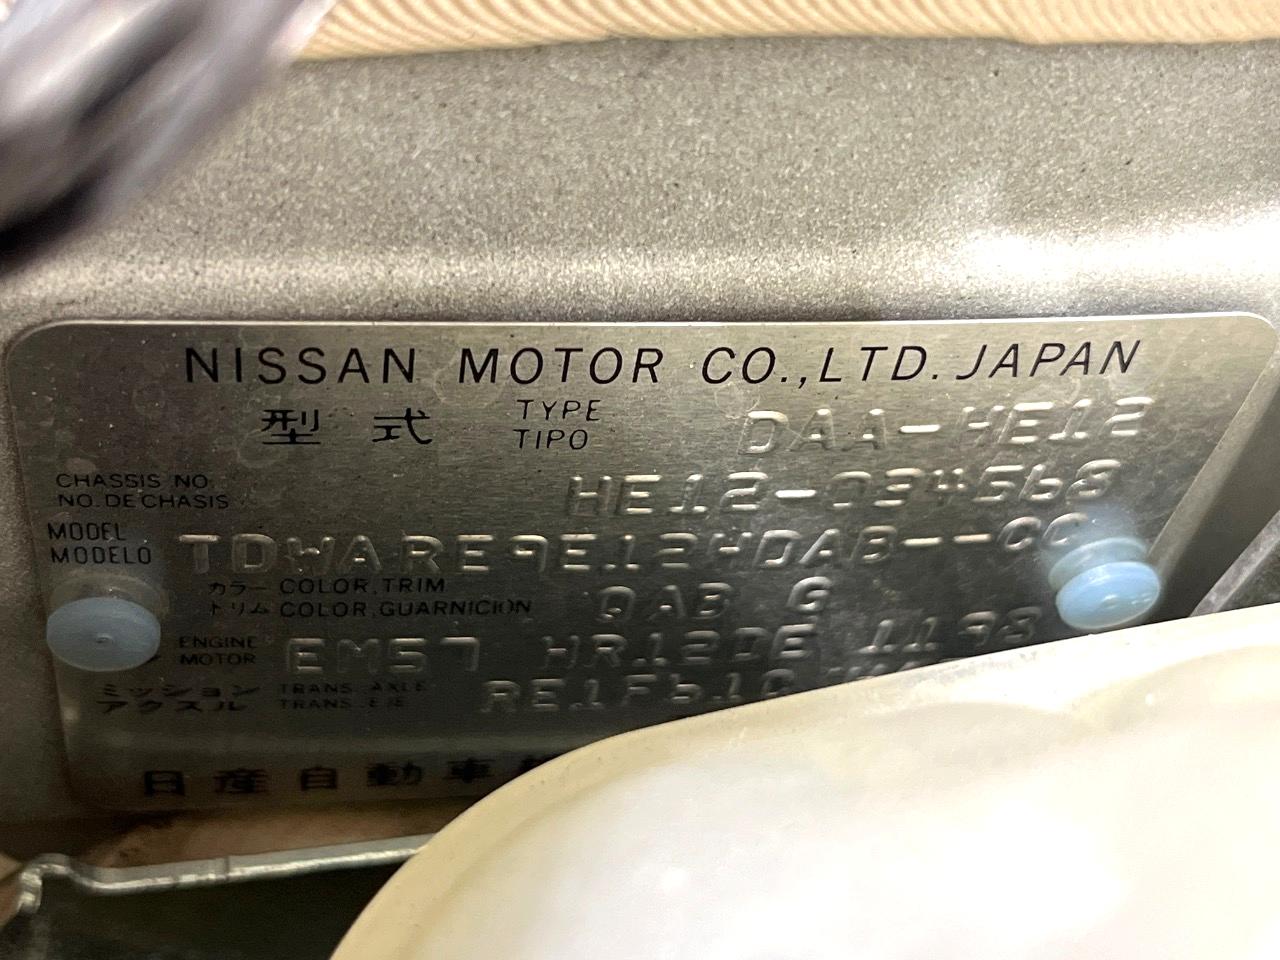 NISSAN MOTOR CO.,LTD. JAPAN
型式 TYPE TIPO DAA-HE12
CHASSIS NO. NO. DE CHASIS HE12-034568
MODEL MODELO TDWARE9E12HDAB--CC
カラー COLOR,TRIM
トリム COLOR,GUARNICION QAB G
ENGINE MOTOR EM57 HR12DE 1198
ミッション TRANS. AXLE
アクスル TRANS. EJE RE1F61C
日産自動車